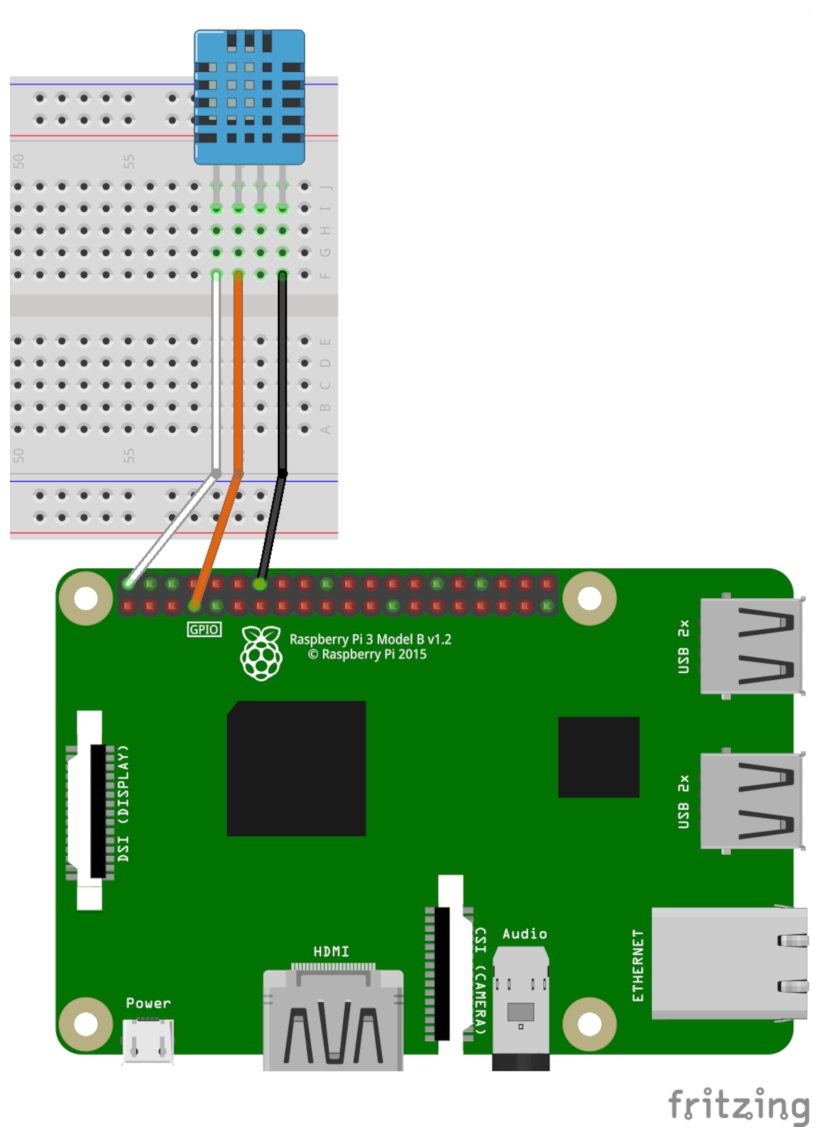 50
55
J
I
H
G
F
E
D
C
B
A
50
55
GPIO
Raspberry Pi 3 Model B v1.2
© Raspberry Pi 2015
USB 2x
DSI (DISPLAY)
USB 2x
HDMI
CSI (CAMERA)
Audio
ETHERNET
Power
fritzing